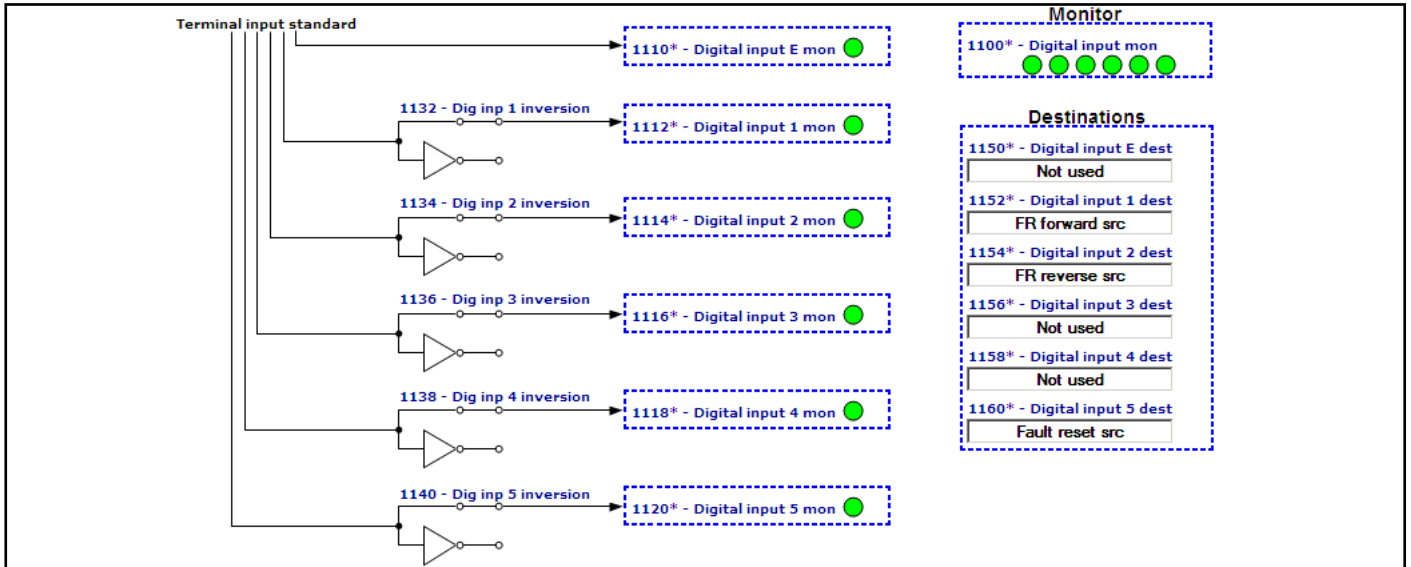 Terminal input standard
1110* - Digital input E mon
1132 - Dig inp 1 inversion
1112* - Digital input 1 mon
1134 - Dig inp 2 inversion
1114* - Digital input 2 mon
1136 - Dig inp 3 inversion
1116* - Digital input 3 mon
1138 - Dig inp 4 inversion
1118* - Digital input 4 mon
1140 - Dig inp 5 inversion
1120* - Digital input 5 mon
Monitor
1100* - Digital input mon
Destinations
1150* - Digital input E dest
Not used
1152* - Digital input 1 dest
FR forward src
1154* - Digital input 2 dest
FR reverse src
1156* - Digital input 3 dest
Not used
1158* - Digital input 4 dest
Not used
1160* - Digital input 5 dest
Fault reset src